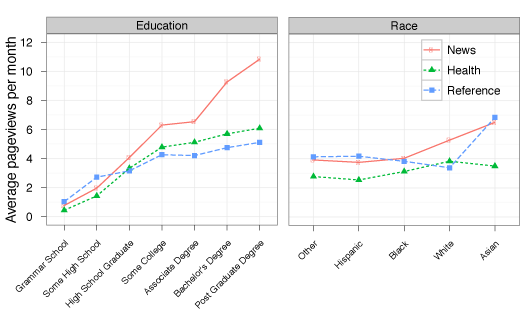 Education
Race
Average pageviews per month
12
10
8
6
4
2
0
News
Health
Reference
Grammar School
Some High School
High School Graduate
Some College
Associate Degree
Bachelor's Degree
Post Graduate Degree
Other
Hispanic
Black
White
Asian